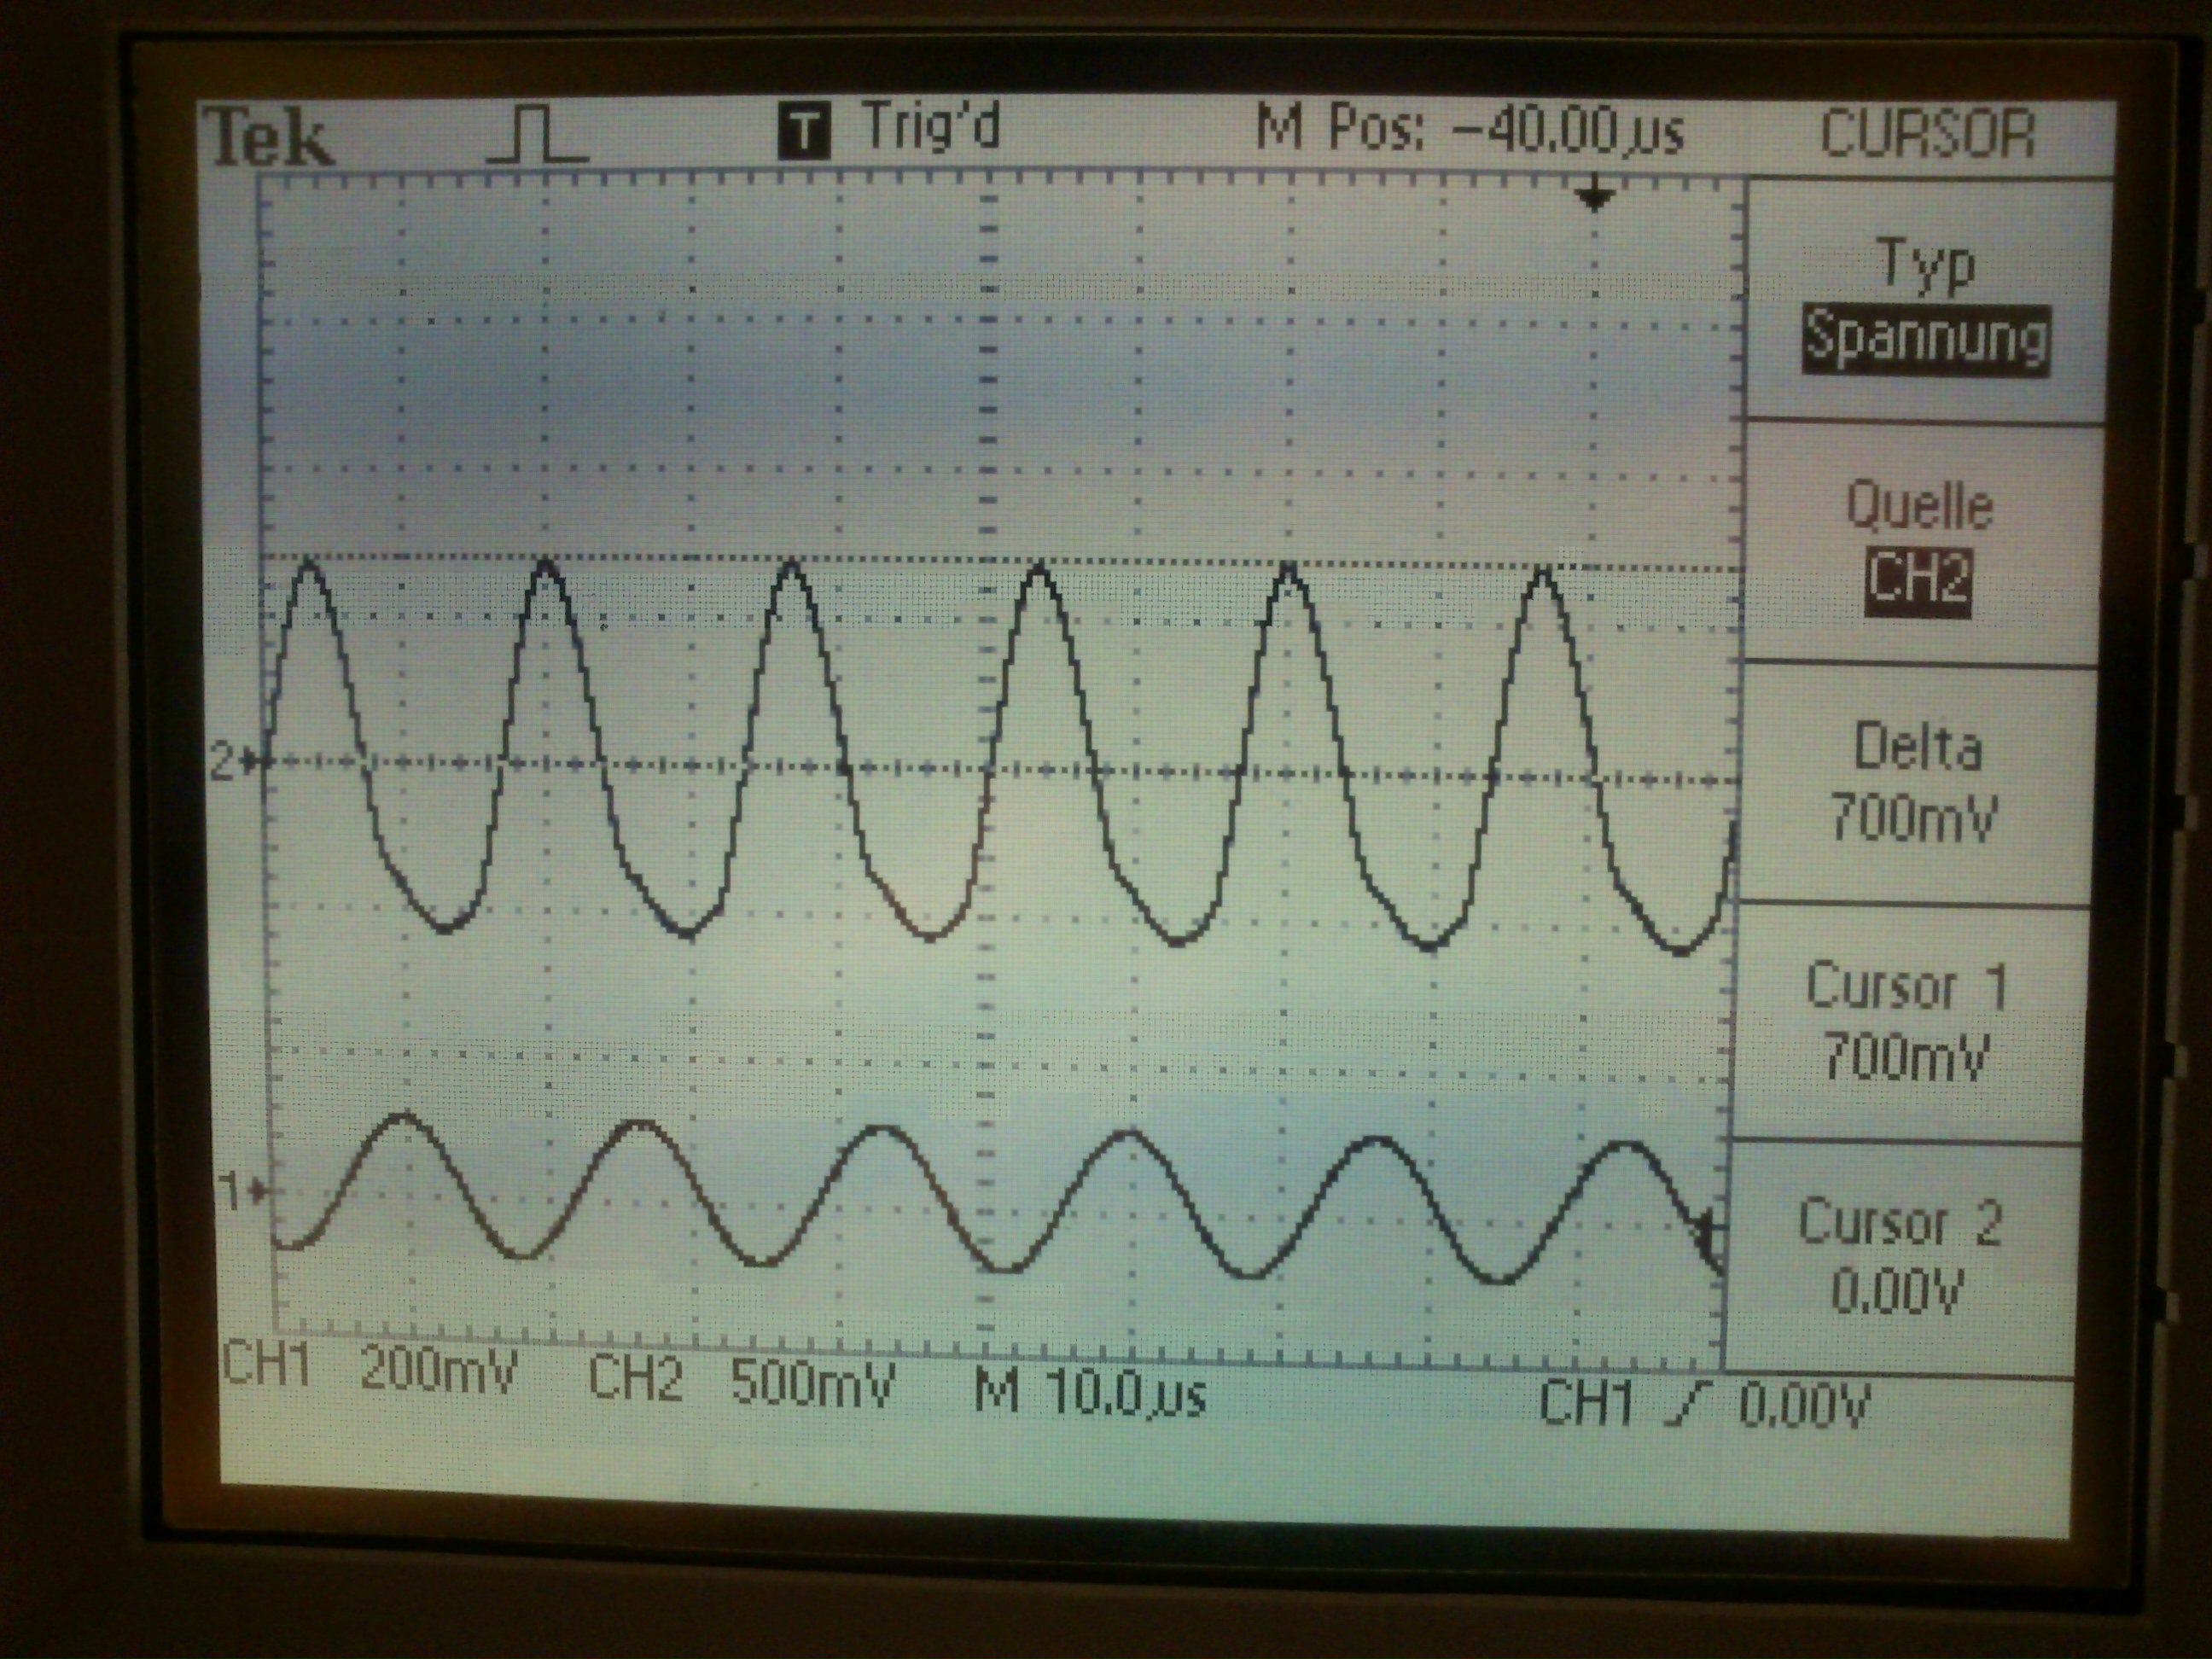 Tek T Trig'd M Pos: -40.00µs CURSOR
Typ
Spannung
Quelle
CH2
Delta
700mV
Cursor 1
700mV
Cursor 2
0.00V
2
1
CH1 200mV CH2 500mV M 10.0µs CH1 0.00V